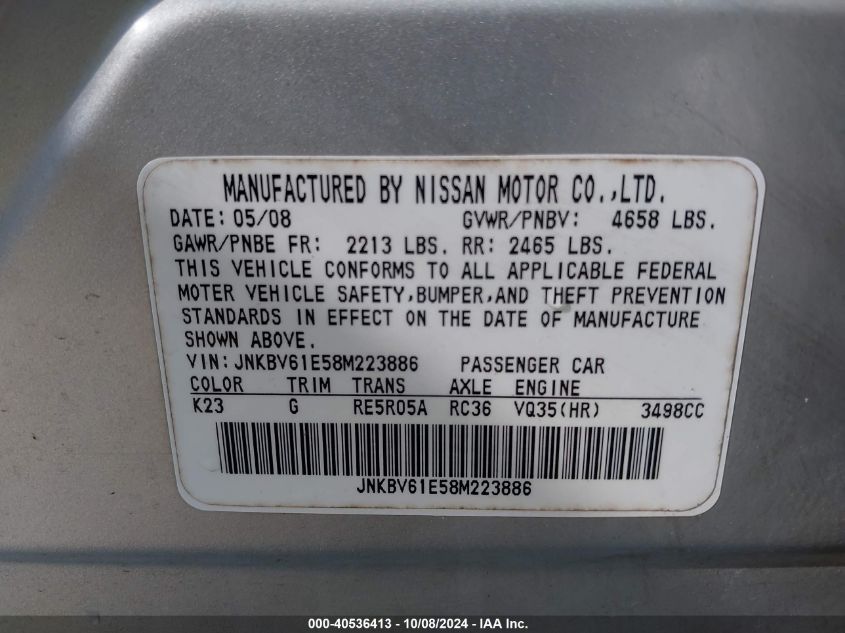 MANUFACTURED BY NISSAN MOTOR CO.,LTD.
DATE: 05/08 GVWR/PNBV: 4658 LBS.
GAWR/PNBE FR: 2213 LBS. RR: 2465 LBS.
THIS VEHICLE CONFORMS TO ALL APPLICABLE FEDERAL
MOTER VEHICLE SAFETY,BUMPER,AND THEFT PREVENTION
STANDARDS IN EFFECT ON THE DATE OF MANUFACTURE
SHOWN ABOVE.
VIN:JNKBV61E58M223886 PASSENGER CAR
COLOR TRIM TRANS AXLE ENGINE
K23 G RE5R05A RC36 VQ35(HR) 3498CC
JNKBV61E58M223886
000-40536413 - 10/08/2024 - IAA Inc.